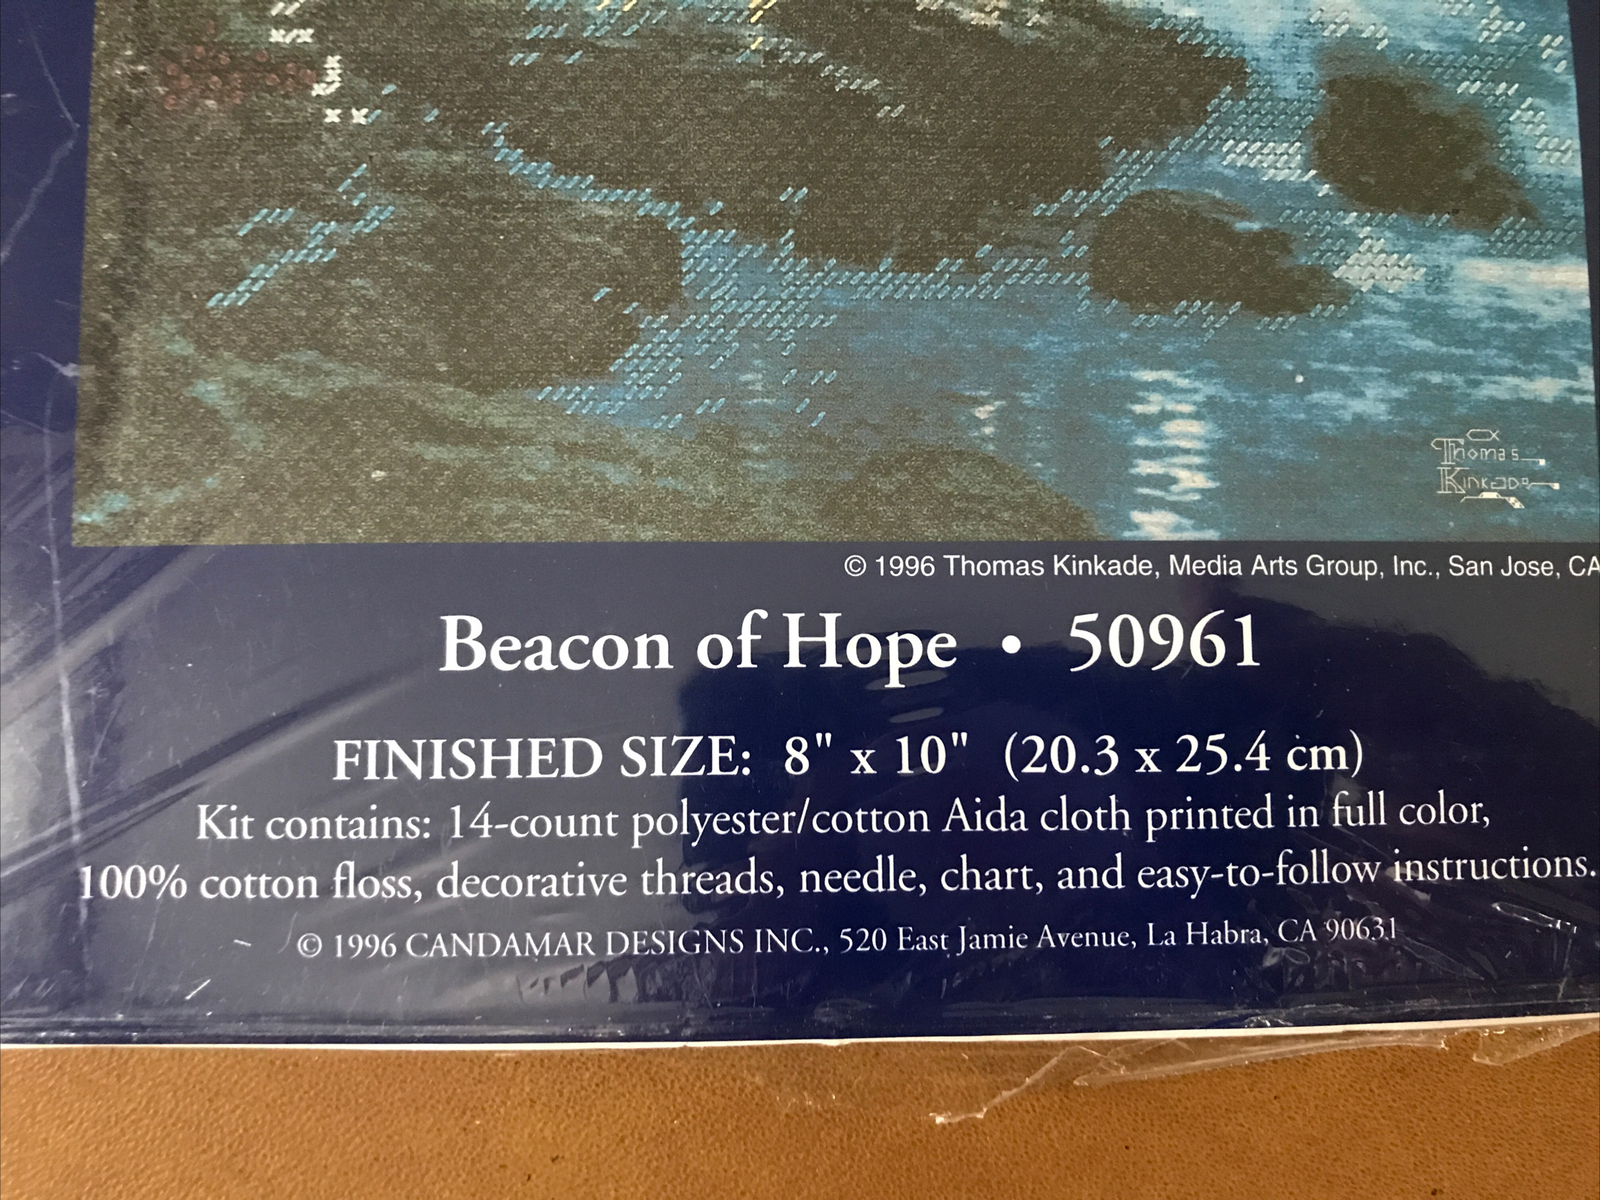 Thomas
Kinkade
© 1996 Thomas Kinkade, Media Arts Group, Inc., San Jose, CA
Beacon of Hope • 50961
FINISHED SIZE: 8" x 10" (20.3 x 25.4 cm)
Kit contains: 14-count polyester/cotton Aida cloth printed in full color,
100% cotton floss, decorative threads, needle, chart, and easy-to-follow instructions.
© 1996 CANDAMAR DESIGNS INC., 520 East Jamie Avenue, La Habra, CA 90631